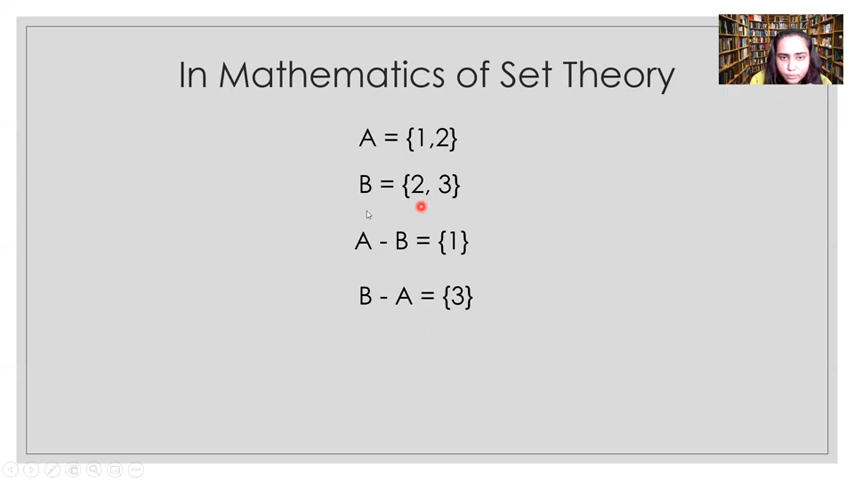 In Mathematics of Set Theory
A = {1,2}
B = {2, 3}
A - B = {1}
B - A = {3}